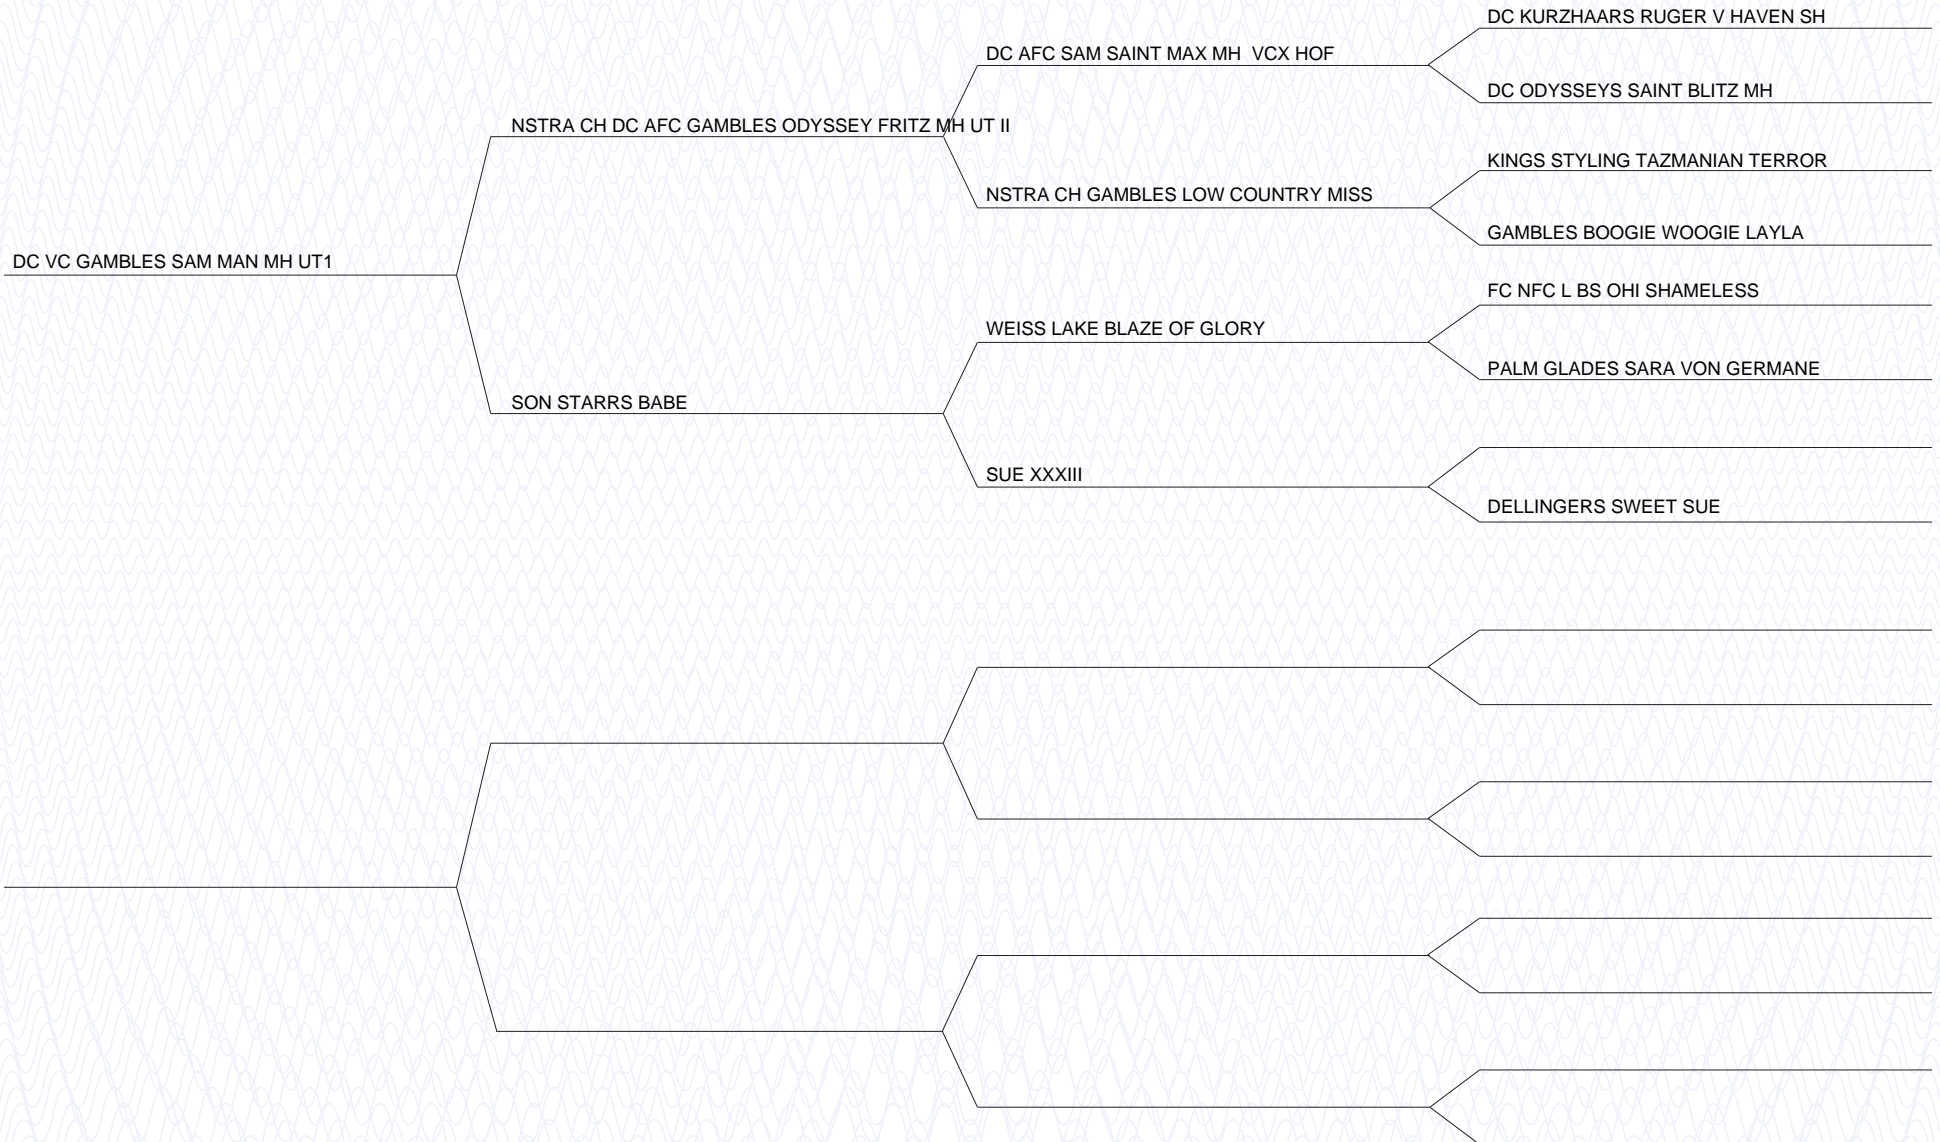 DC KURZHAARS RUGER V HAVEN SH
DC AFC SAM SAINT MAX MH  VCX HOF
DC ODYSSEYS SAINT BLITZ MH
NSTRA CH DC AFC GAMBLES ODYSSEY FRITZ MH UT II
KINGS STYLING TAZMANIAN TERROR
NSTRA CH GAMBLES LOW COUNTRY MISS
GAMBLES BOOGIE WOOGIE LAYLA
DC VC GAMBLES SAM MAN MH UT1
FC NFC L BS OHI SHAMELESS
WEISS LAKE BLAZE OF GLORY
PALM GLADES SARA VON GERMANE
SON STARRS BABE
SUE XXXIII
DELLINGERS SWEET SUE